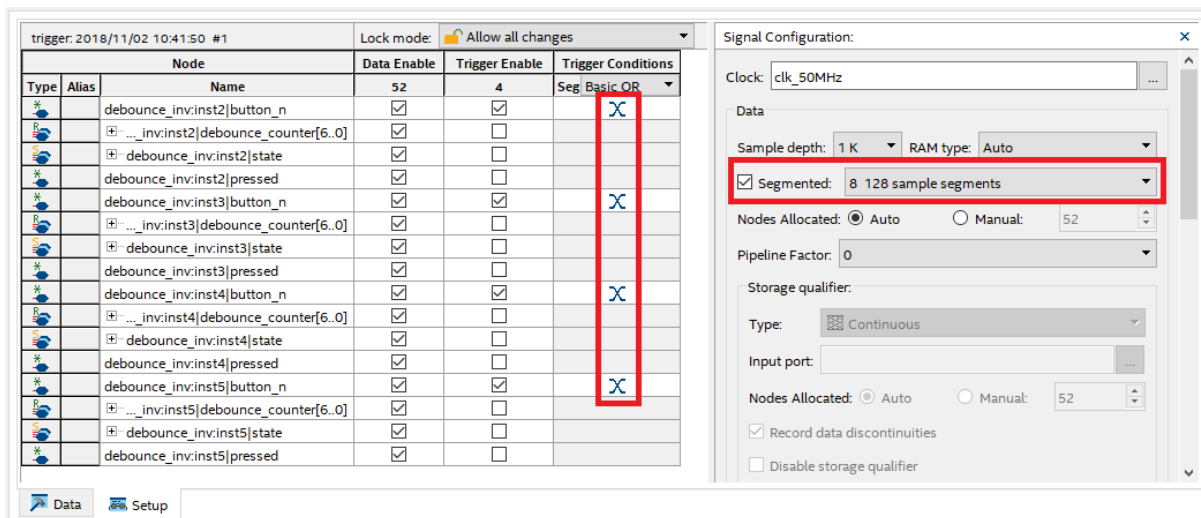 trigger: 2018/11/02 10:41:50 #1 Lock mode: Allow all changes
Node Data Enable Trigger Enable Trigger Conditions
Type Alias Name 52 4 Seg Basic OR
debounce_inv:inst2|button_n
..._inv:inst2|debounce_counter[6..0]
debounce_inv:inst2|state
debounce_inv:inst2|pressed
debounce_inv:inst3|button_n
..._inv:inst3|debounce_counter[6..0]
debounce_inv:inst3|state
debounce_inv:inst3|pressed
debounce_inv:inst4|button_n
..._inv:inst4|debounce_counter[6..0]
debounce_inv:inst4|state
debounce_inv:inst4|pressed
debounce_inv:inst5|button_n
..._inv:inst5|debounce_counter[6..0]
debounce_inv:inst5|state
debounce_inv:inst5|pressed
Data Setup
Signal Configuration:
Clock: clk_50MHz ...
Data
Sample depth: 1 K RAM type: Auto
Segmented: 8 128 sample segments
Nodes Allocated: Auto Manual: 52
Pipeline Factor: 0
Storage qualifier:
Type: Continuous
Input port: ...
Nodes Allocated: Auto Manual: 52
Record data discontinuities
Disable storage qualifier